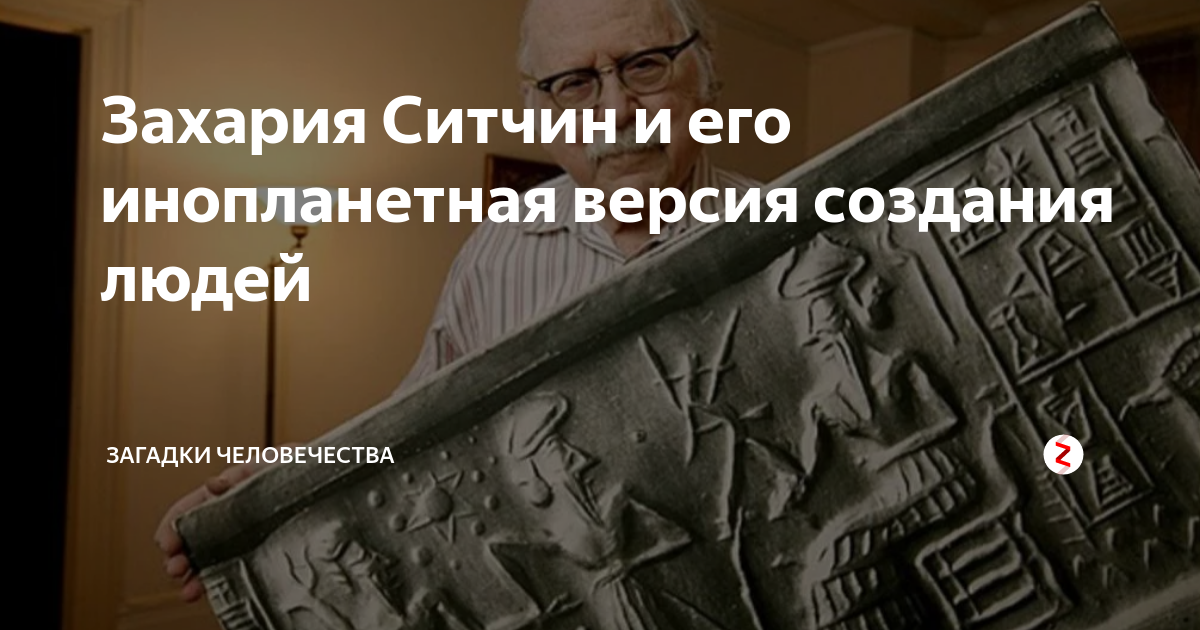 Захария Ситчин и его
инопланетная версия создания
людей
ЗАГАДКИ ЧЕЛОВЕЧЕСТВА